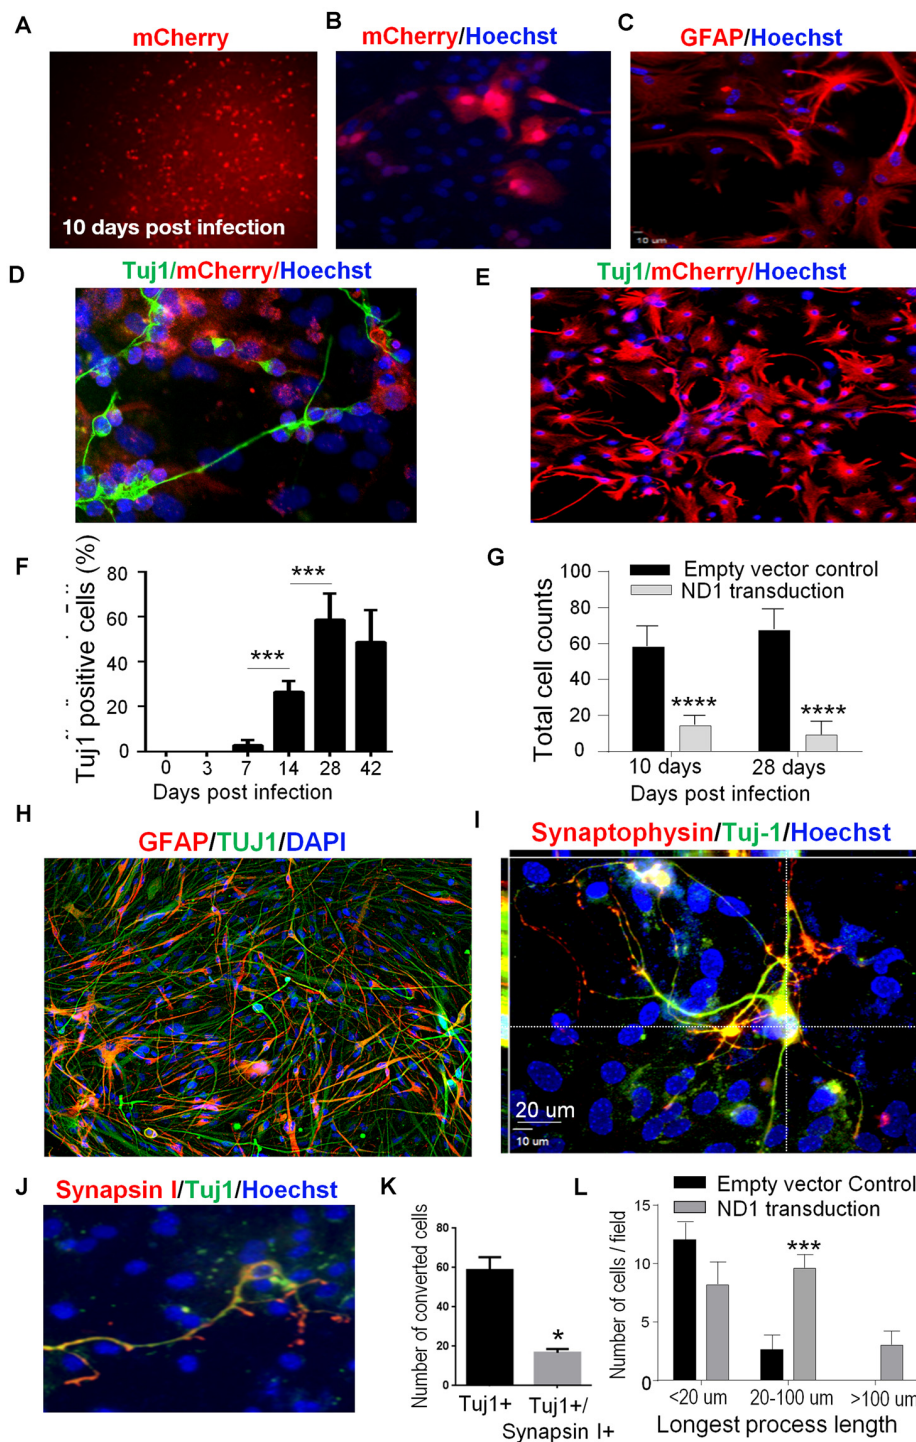 A
mCherry
10 days post infection
B
mCherry/Hoechst
C
GFAP/Hoechst
10 um
D
Tuj1/mCherry/Hoechst
E
Tuj1/mCherry/Hoechst
F
Tuj1 positive cells (%)
80
60
40
20
0
***
***
0 3 7 14 28 42
Days post infection
G
Total cell counts
100
80
60
40
20
0
Empty vector control
ND1 transduction
****
****
10 days 28 days
Days post infection
H
GFAP/TUJ1/DAPI
I
Synaptophysin/Tuj-1/Hoechst
20 um
10 um
J
Synapsin I/Tuj1/Hoechst
K
Number of converted cells
80
60
40
20
0
*
Tuj1+ Tuj1+/
Synapsin I+
L
Empty vector Control
ND1 transduction
Number of cells / field
15
10
5
0
***
<20 um 20-100 um >100 um
Longest process length